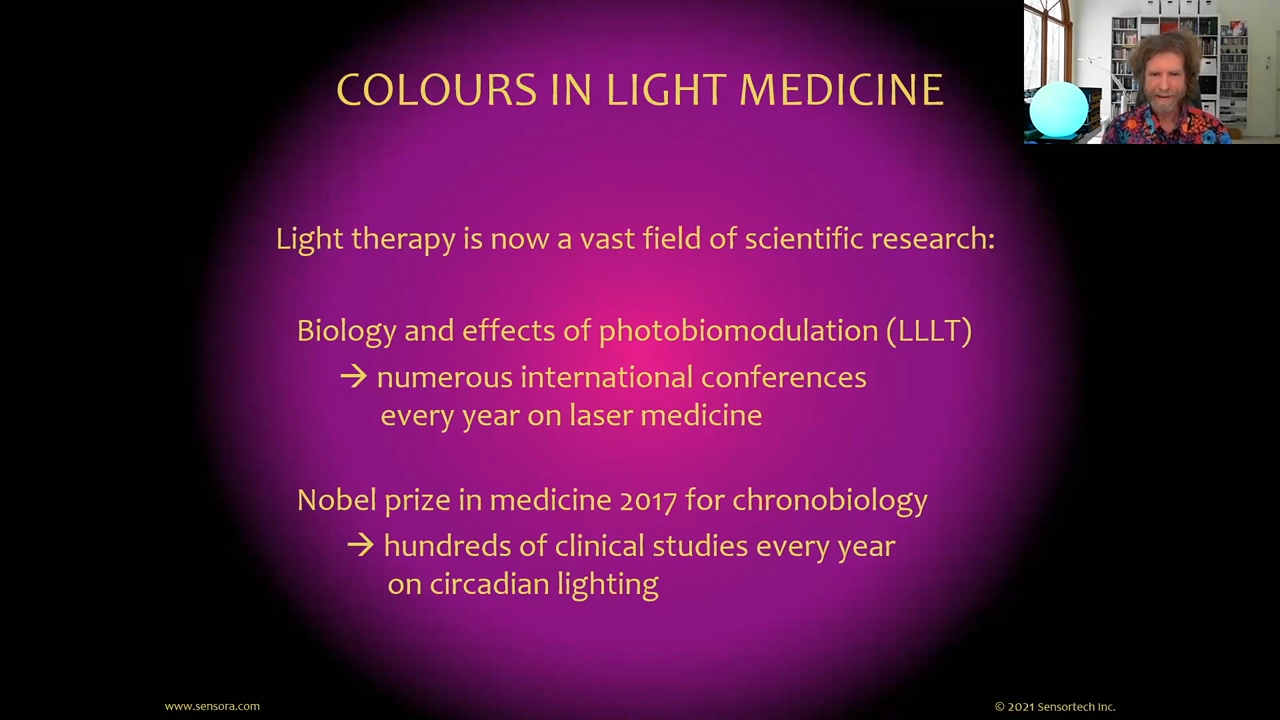 COLOURS IN LIGHT MEDICINE
Light therapy is now a vast field of scientific research:
Biology and effects of photobiomodulation (LLLT)
→ numerous international conferences
every year on laser medicine
Nobel prize in medicine 2017 for chronobiology
→ hundreds of clinical studies every year
on circadian lighting
www.sensora.com
© 2021 Sensortech Inc.